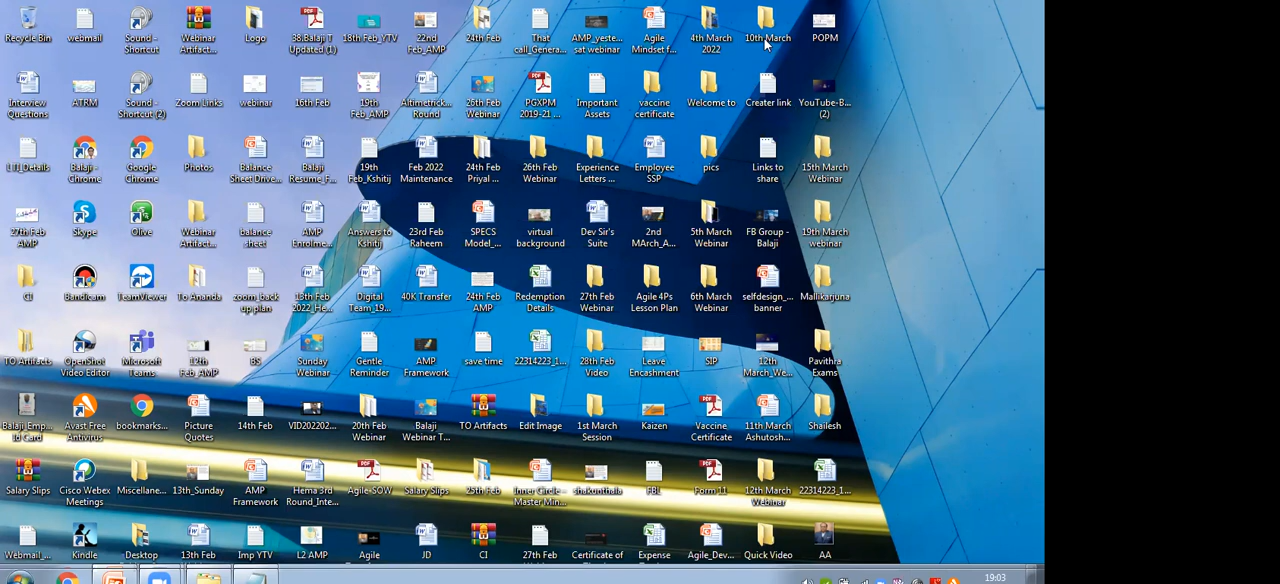 Recycle Bin
webmail
Sound - Shortcut
Webinar Artifact...
Logo
38.Balaji T Updated (1)
18th Feb_YTV
22nd Feb_AMP
24th Feb
That call_Genera...
AMP_yeste... sat webinar
Agile Mindset f...
4th March 2022
10th March
POPM
Interview Questions
ATRM
Sound - Shortcut (2)
Zoom Links
webinar
16th Feb
19th Feb_AMP
Altimetrick... Round
26th Feb Webinar
PGXPM 2019-21 ...
Important Assets
vaccine certificate
Welcome to
Creater link
YouTube-B... (2)
LTI_Details
Balaji - Chrome
Google Chrome
Photos
Balance Sheet Drive...
Balaji Resume_F...
19th Feb_Kshitij
Feb 2022 Maintenance
24th Feb Priyal ...
26th Feb Webinar
Experience Letters ...
Employee SSP
pics
Links to share
15th March Webinar
27th Feb AMP
Skype
Olive
Webinar Artifact...
balance sheet
AMP Enrolme...
Answers to Kshitij
23rd Feb Raheem
SPECS Model_...
virtual background
Dev Sir's Suite
2nd MArch_A...
5th March Webinar
FB Group - Balaji
19th March webinar
CI
Bandicam
TeamViewer
To Ananda
zoom_back up plan
18th Feb 2022_He...
Digital Team_19...
40K Transfer
24th Feb AMP
Redemption Details
27th Feb Webinar
Agile 4Ps Lesson Plan
6th March Webinar
selfdesign_... banner
Mallikarjuna
TO Artifacts
OpenShot Video Editor
Microsoft Teams
12th Feb_AMP
BS
Sunday Webinar
Gentle Reminder
AMP Framework
save time
22314223_1...
28th Feb Video
Leave Encashment
SIP
12th March_We...
Pavithra Exams
Balaji_Emp... Id Card
Avast Free Antivirus
bookmarks...
Picture Quotes
14th Feb
VID202202...
20th Feb Webinar
Balaji Webinar T...
TO Artifacts
Edit Image
1st March Session
Kaizen
Vaccine Certificate
11th March Ashutosh...
Shailesh
Salary Slips
Cisco Webex Meetings
Miscellane...
13th_Sunday
AMP Framework
Hema 3rd Round_Inte...
Agile-SOW
Salary Slips
25th Feb
Inner Circle - Master Min...
shakunthala
FBL
Form_11
12th March Webinar
22314223_1...
Webmail_...
Kindle
Desktop
13th Feb
Imp YTV
L2 AMP
Agile
JD
CI
27th Feb
Certificate of
Expense
Agile_Dev...
Quick Video
AA
19:03